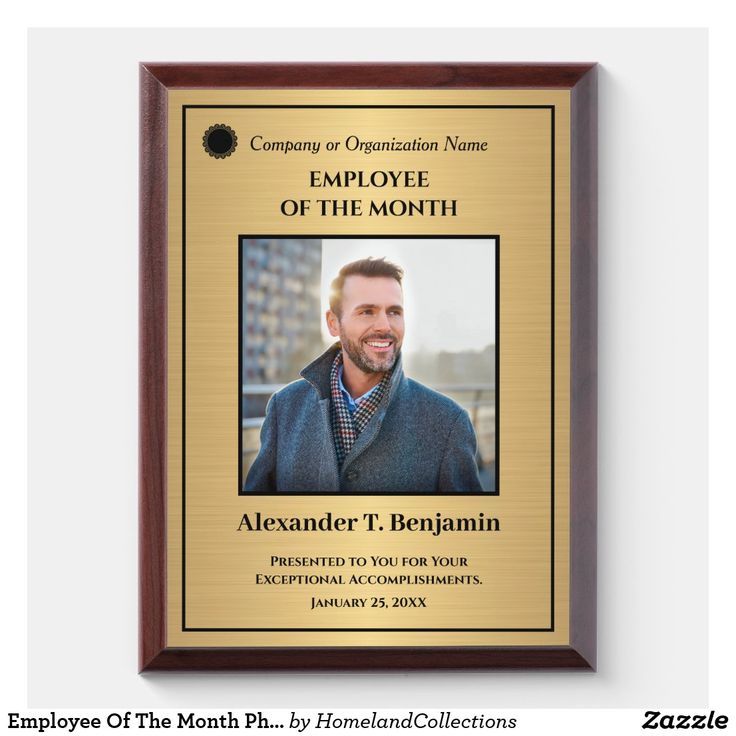 Company or Organization Name
EMPLOYEE
OF THE MONTH
Alexander T. Benjamin
PRESENTED TO YOU FOR YOUR
EXCEPTIONAL ACCOMPLISHMENTS.
JANUARY 25, 20XX
Employee Of The Month Ph... by HomelandCollections
Zazzle